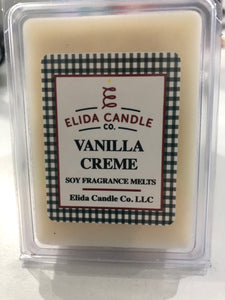 ELIDA CANDLE
CO.
VANILLA
CREME
SOY FRAGRANCE MELTS
Elida Candle Co. LLC